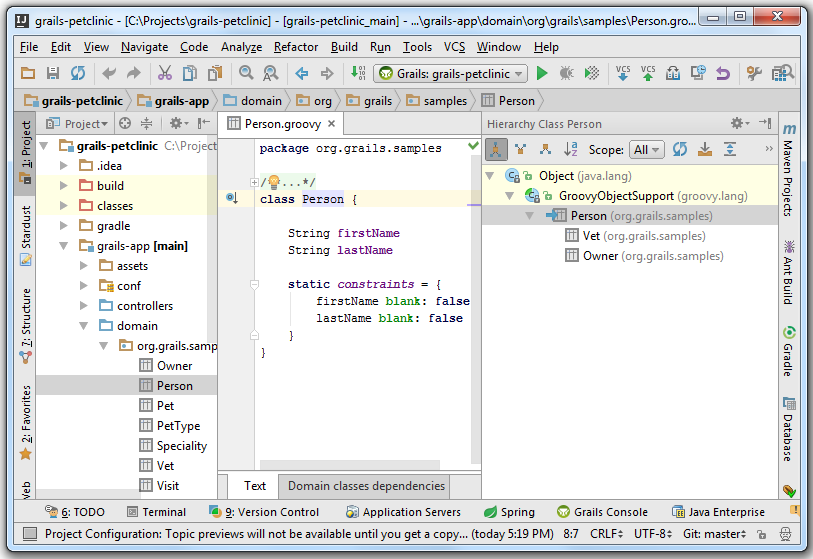 grails-petclinic - [C:\Projects\grails-petclinic] - [grails-petclinic_main] - ...\grails-app\domain\org\grails\samples\Person.gro...
File Edit View Navigate Code Analyze Refactor Build Run Tools VCS Window Help
Grails: grails-petclinic VCS VCS
grails-petclinic grails-app domain org grails samples Person
1: Project
Stardust
7: Structure
2: Favorites
Web
Project
grails-petclinic C:\Project
.idea
build
classes
gradle
grails-app [main]
assets
conf
controllers
domain
org.grails.samp
Owner
Person
Pet
PetType
Speciality
Vet
Visit
Person.groovy
package org.grails.samples
/*...*/
class Person {
String firstName
String lastName
static constraints = {
firstName blank: false
lastName blank: false
}
}
Text Domain classes dependencies
Hierarchy Class Person
Scope: All
Object (java.lang)
GroovyObjectSupport (groovy.lang)
Person (org.grails.samples)
Vet (org.grails.samples)
Owner (org.grails.samples)
Maven Projects
Ant Build
Gradle
Database
6: TODO Terminal 9: Version Control Application Servers Spring Grails Console Java Enterprise
Project Configuration: Topic previews will not be available until you get a copy... (today 5:19 PM) 8:7 CRLF UTF-8 Git: master